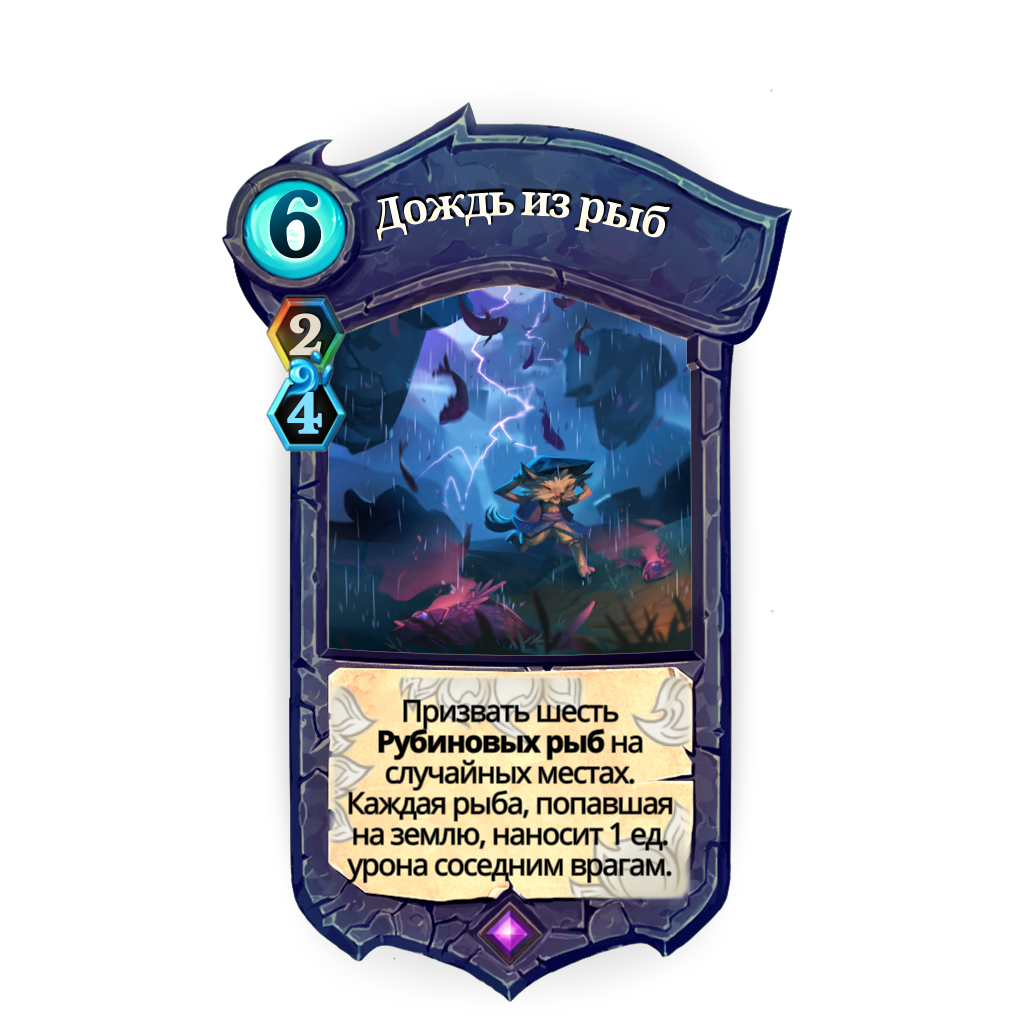 6
Дождь из рыб
2
4
Призвать шесть
Рубиновых рыб на
случайных местах.
Каждая рыба, попавшая
на землю, наносит 1 ед.
урона соседним врагам.